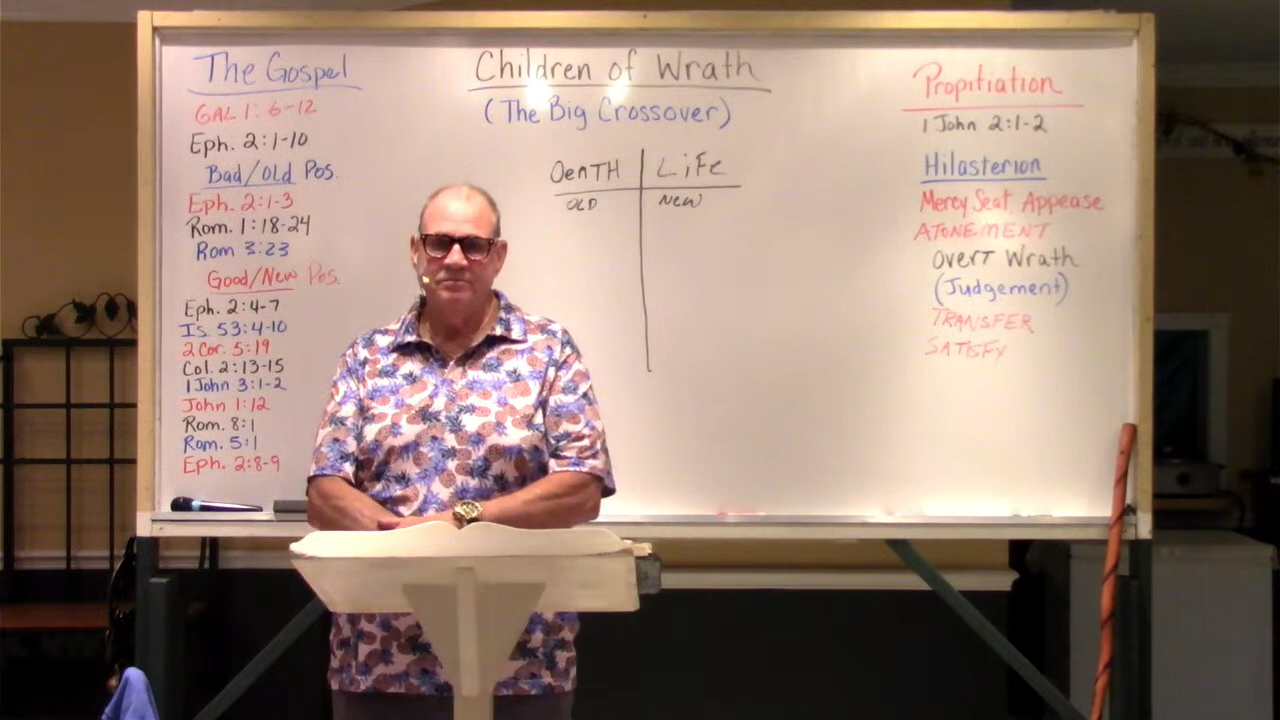 The Gospel
GAL 1: 6-12
Eph. 2:1-10
Bad/Old Pos.
Eph. 2:1-3
Rom. 1:18-24
Rom 3:23
Good/New Pos.
Eph. 2:4-7
Is. 53:4-10
2 Cor. 5:19
Col. 2:13-15
1 John 3:1-2
John 1:12
Rom. 8:1
Rom. 5:1
Eph. 2:8-9
Children of Wrath
(The Big Crossover)
DeaTH LiFe
OLD New
Propitiation
1 John 2:1-2
Hilasterion
Mercy Seat, Appease
ATONEMENT
OverT Wrath
(Judgement)
TRANSFER
SATISFY